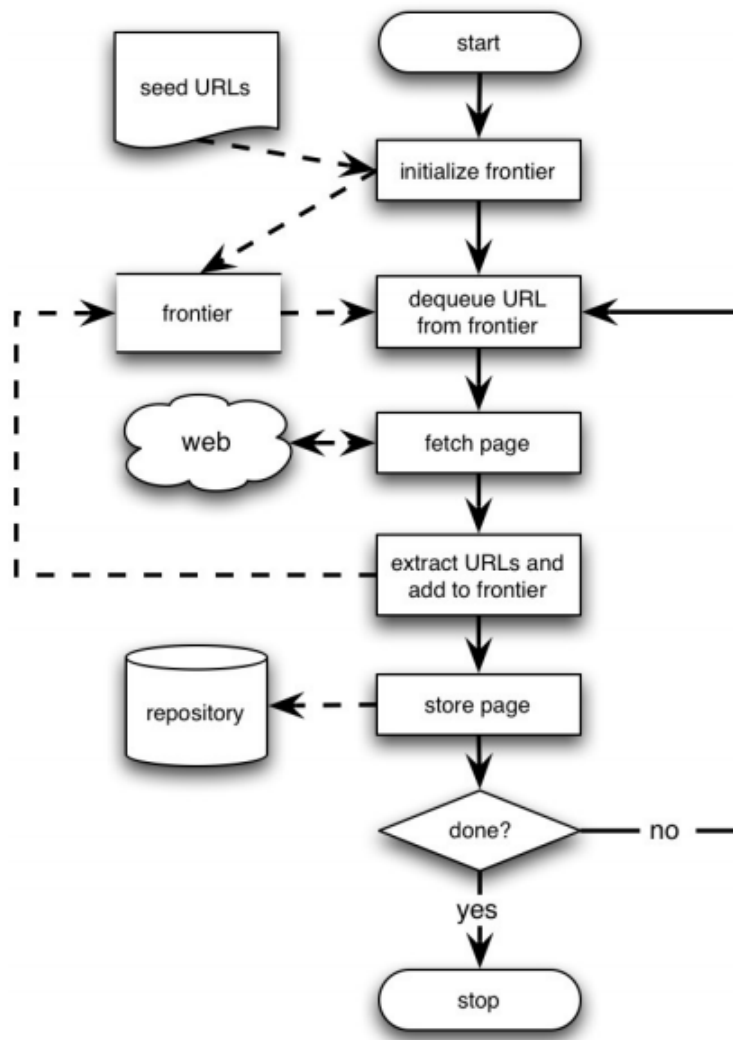 start
seed URLs
initialize frontier
frontier
dequeue URL
from frontier
web
fetch page
extract URLs and
add to frontier
repository
store page
done?
no
yes
stop